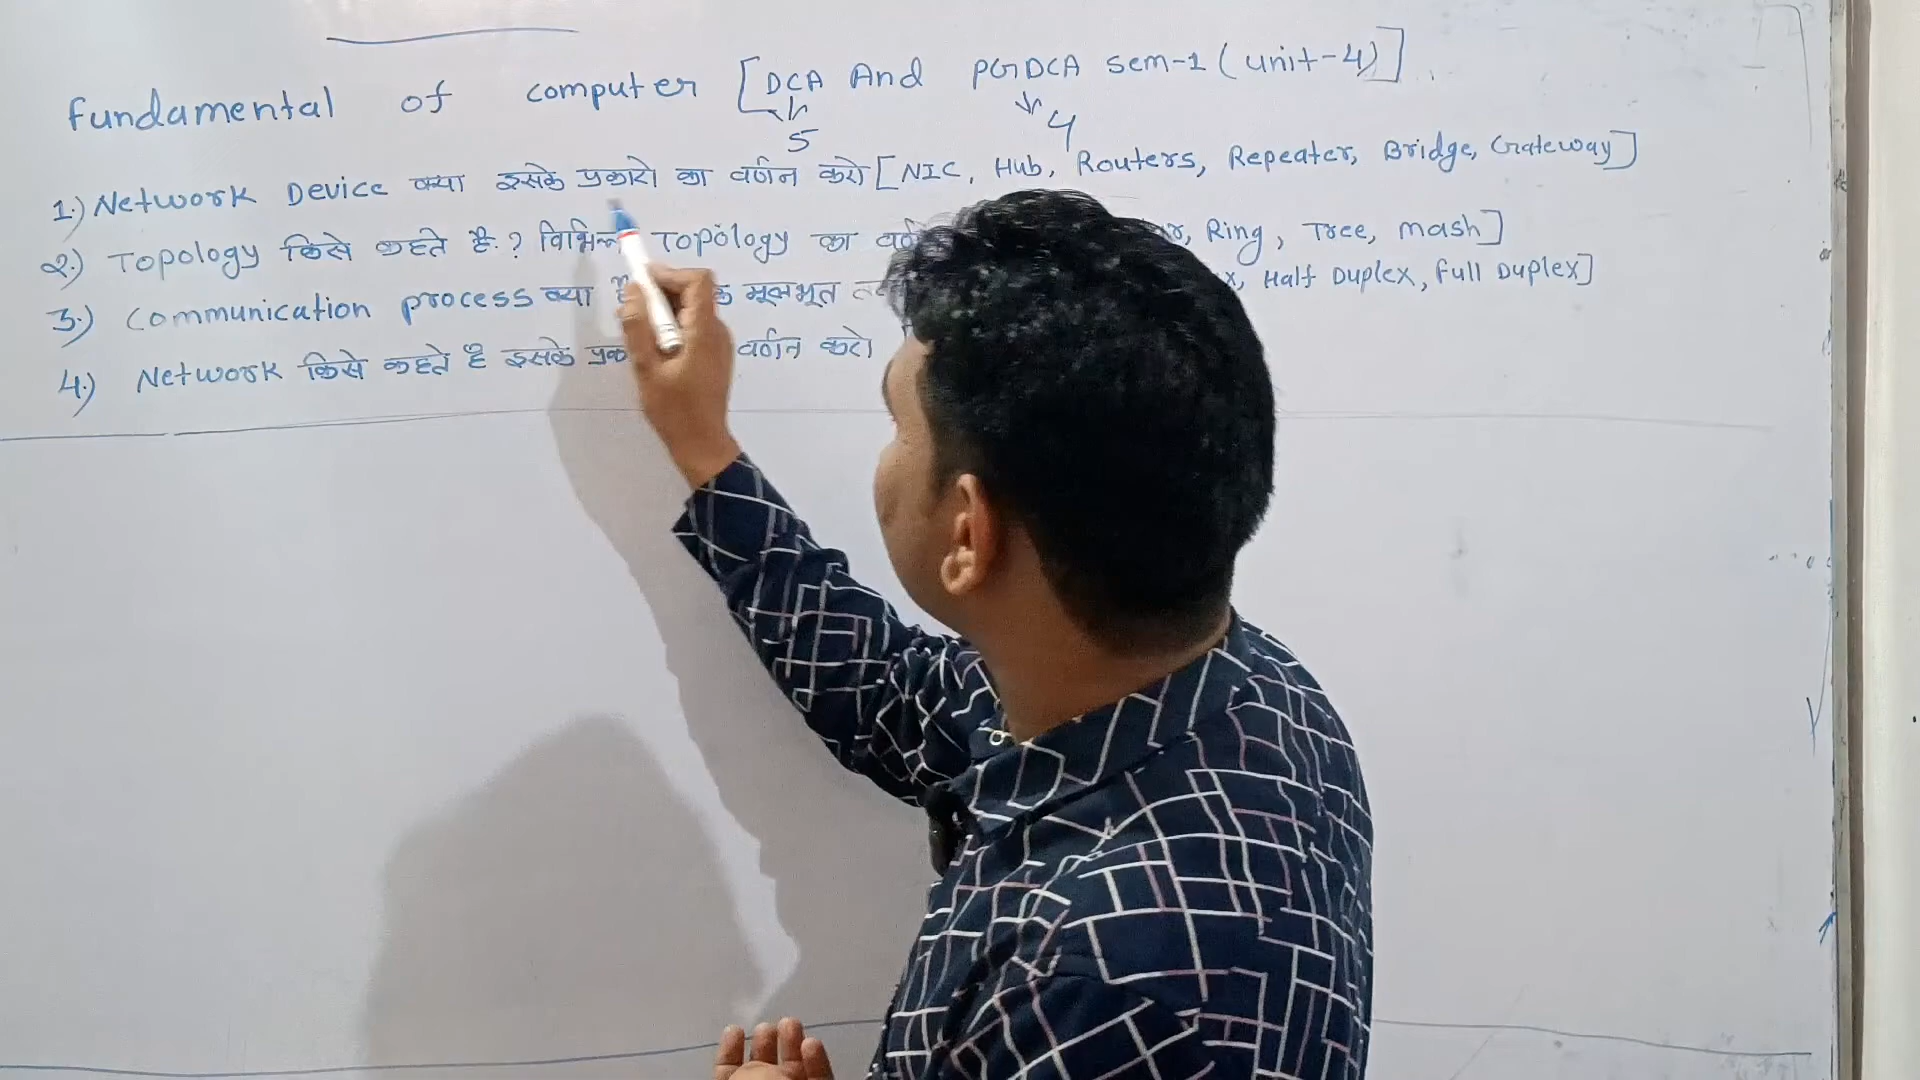 Fundamental of computer [DCA And PGDCA sem-1 (unit-4)]
5 4
1.) Network Device क्या इसके प्रकारो का वर्णन करो [NIC, Hub, Routers, Repeater, Bridge, Gateway]
2.) Topology किसे कहते है.? विभिन्न Topology का Ring, Tree, mash]
3.) Communication process क्या मूलभूत Half Duplex, Full Duplex]
4.) Network किसे कहते है इसके वर्णन करो